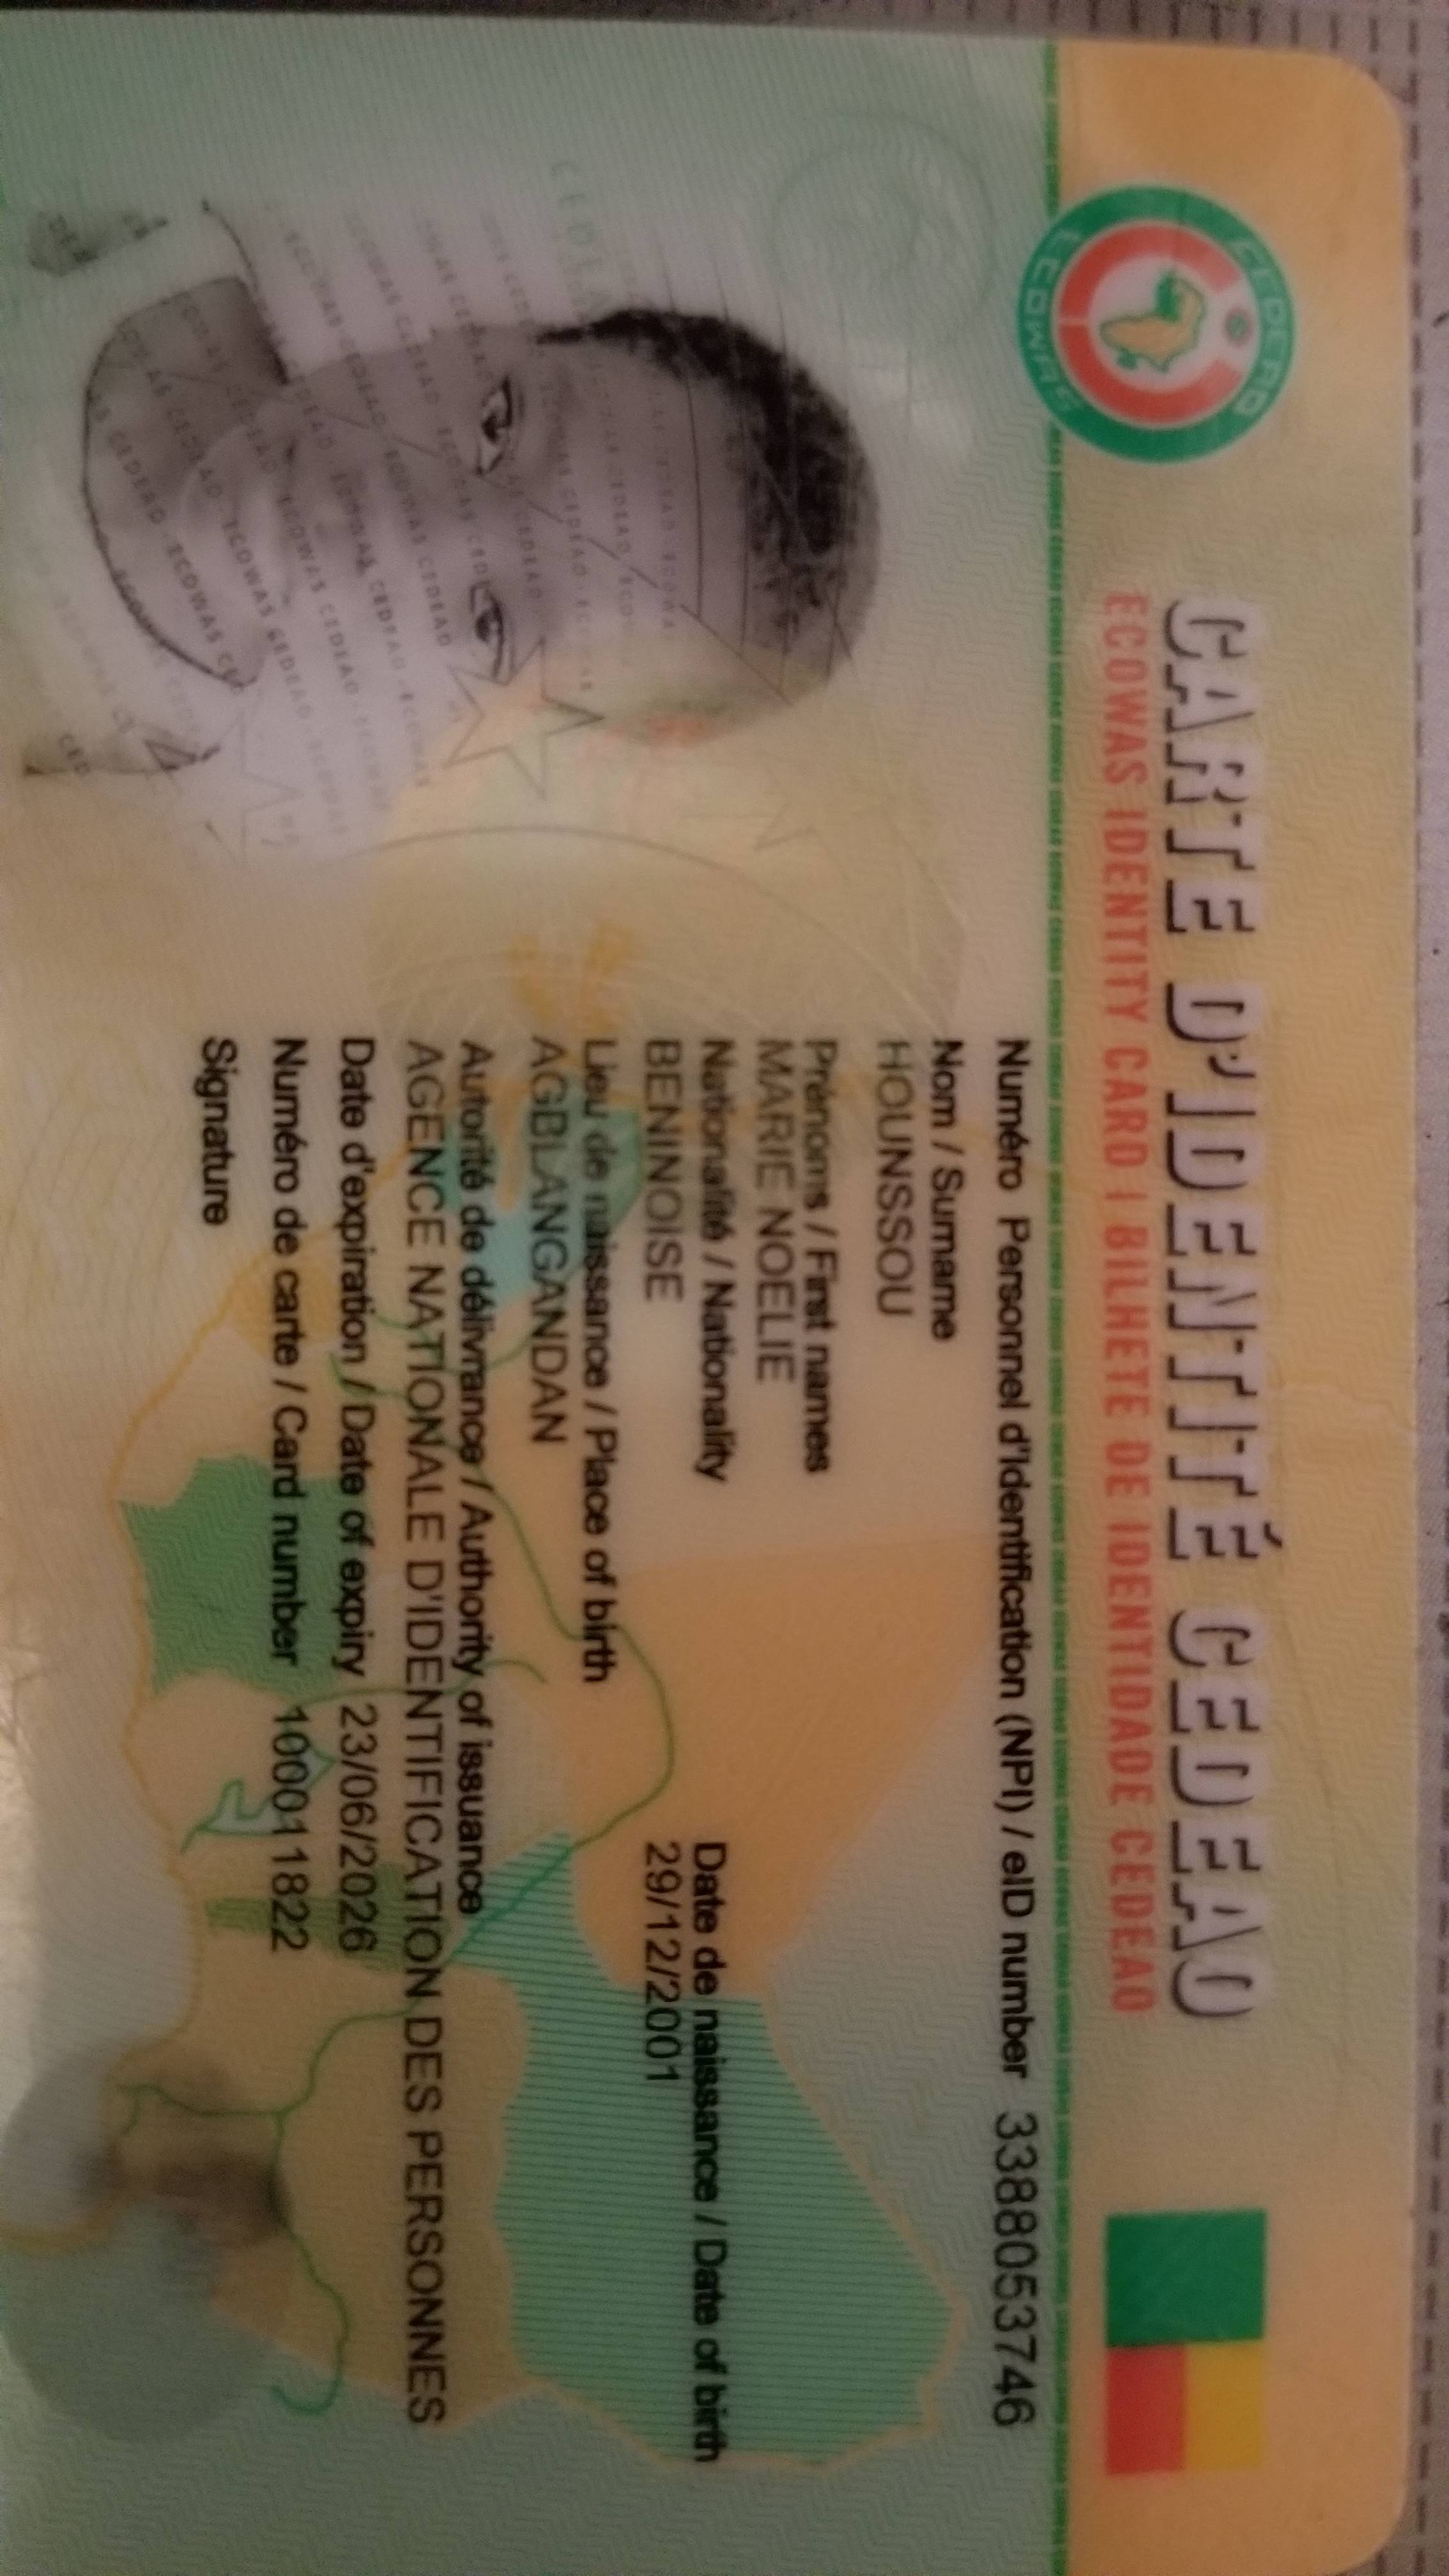 CEDEAO
ECOWAS
CARTE D'IDENTITÉ CEDEAO
ECOWAS IDENTITY CARD / BILHETE DE IDENTIDADE CEDEAO
Numéro Personnel d'Identification (NPI) / eID number 3388053746
Nom / Surname
HOUNSSOU
Prénoms / First names
MARIE NOELIE
Nationalité / Nationality
BENINOISE
Date de naissance / Date of birth
29/12/2001
Lieu de naissance / Place of birth
AGBLANGANDAN
Autorité de délivrance / Authority of issuance
AGENCE NATIONALE D'IDENTIFICATION DES PERSONNES
Date d'expiration / Date of expiry 23/06/2026
Numéro de carte / Card number 100011822
Signature